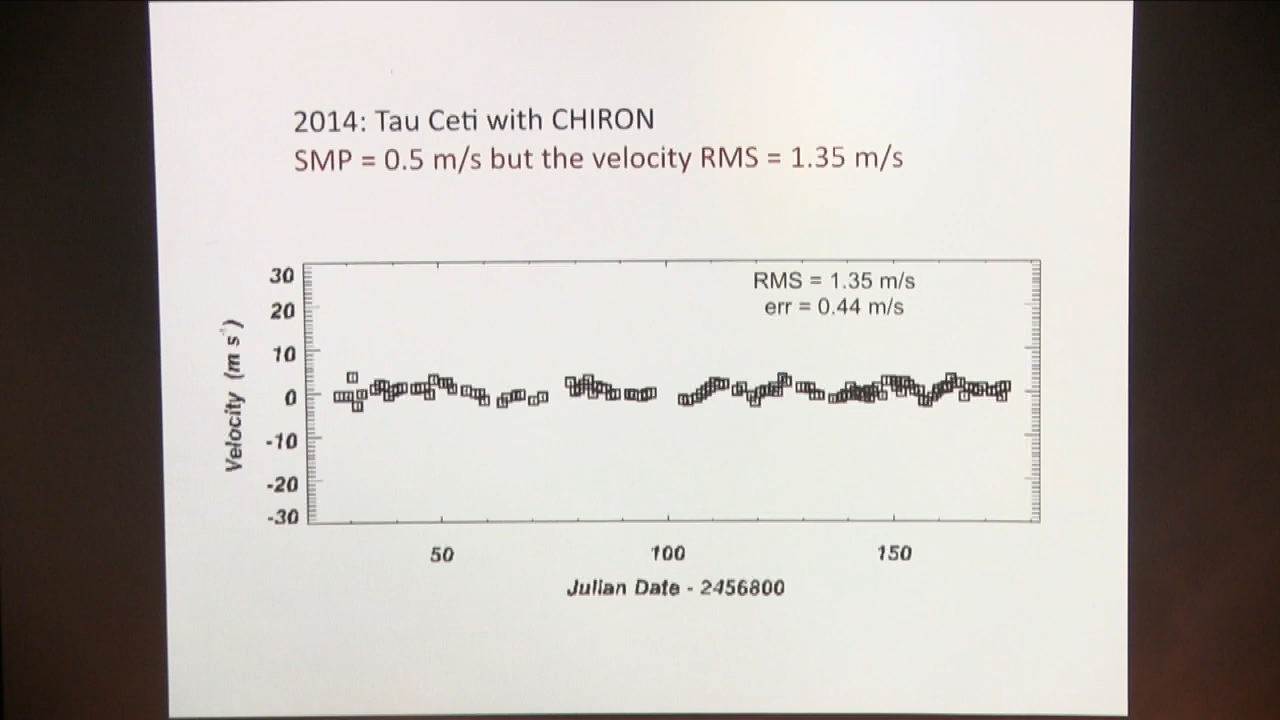 2014: Tau Ceti with CHIRON
SMP = 0.5 m/s but the velocity RMS = 1.35 m/s
RMS = 1.35 m/s
err = 0.44 m/s
30
20
10
0
-10
-20
-30
Velocity (m s⁻¹)
50 100 150
Julian Date - 2456800